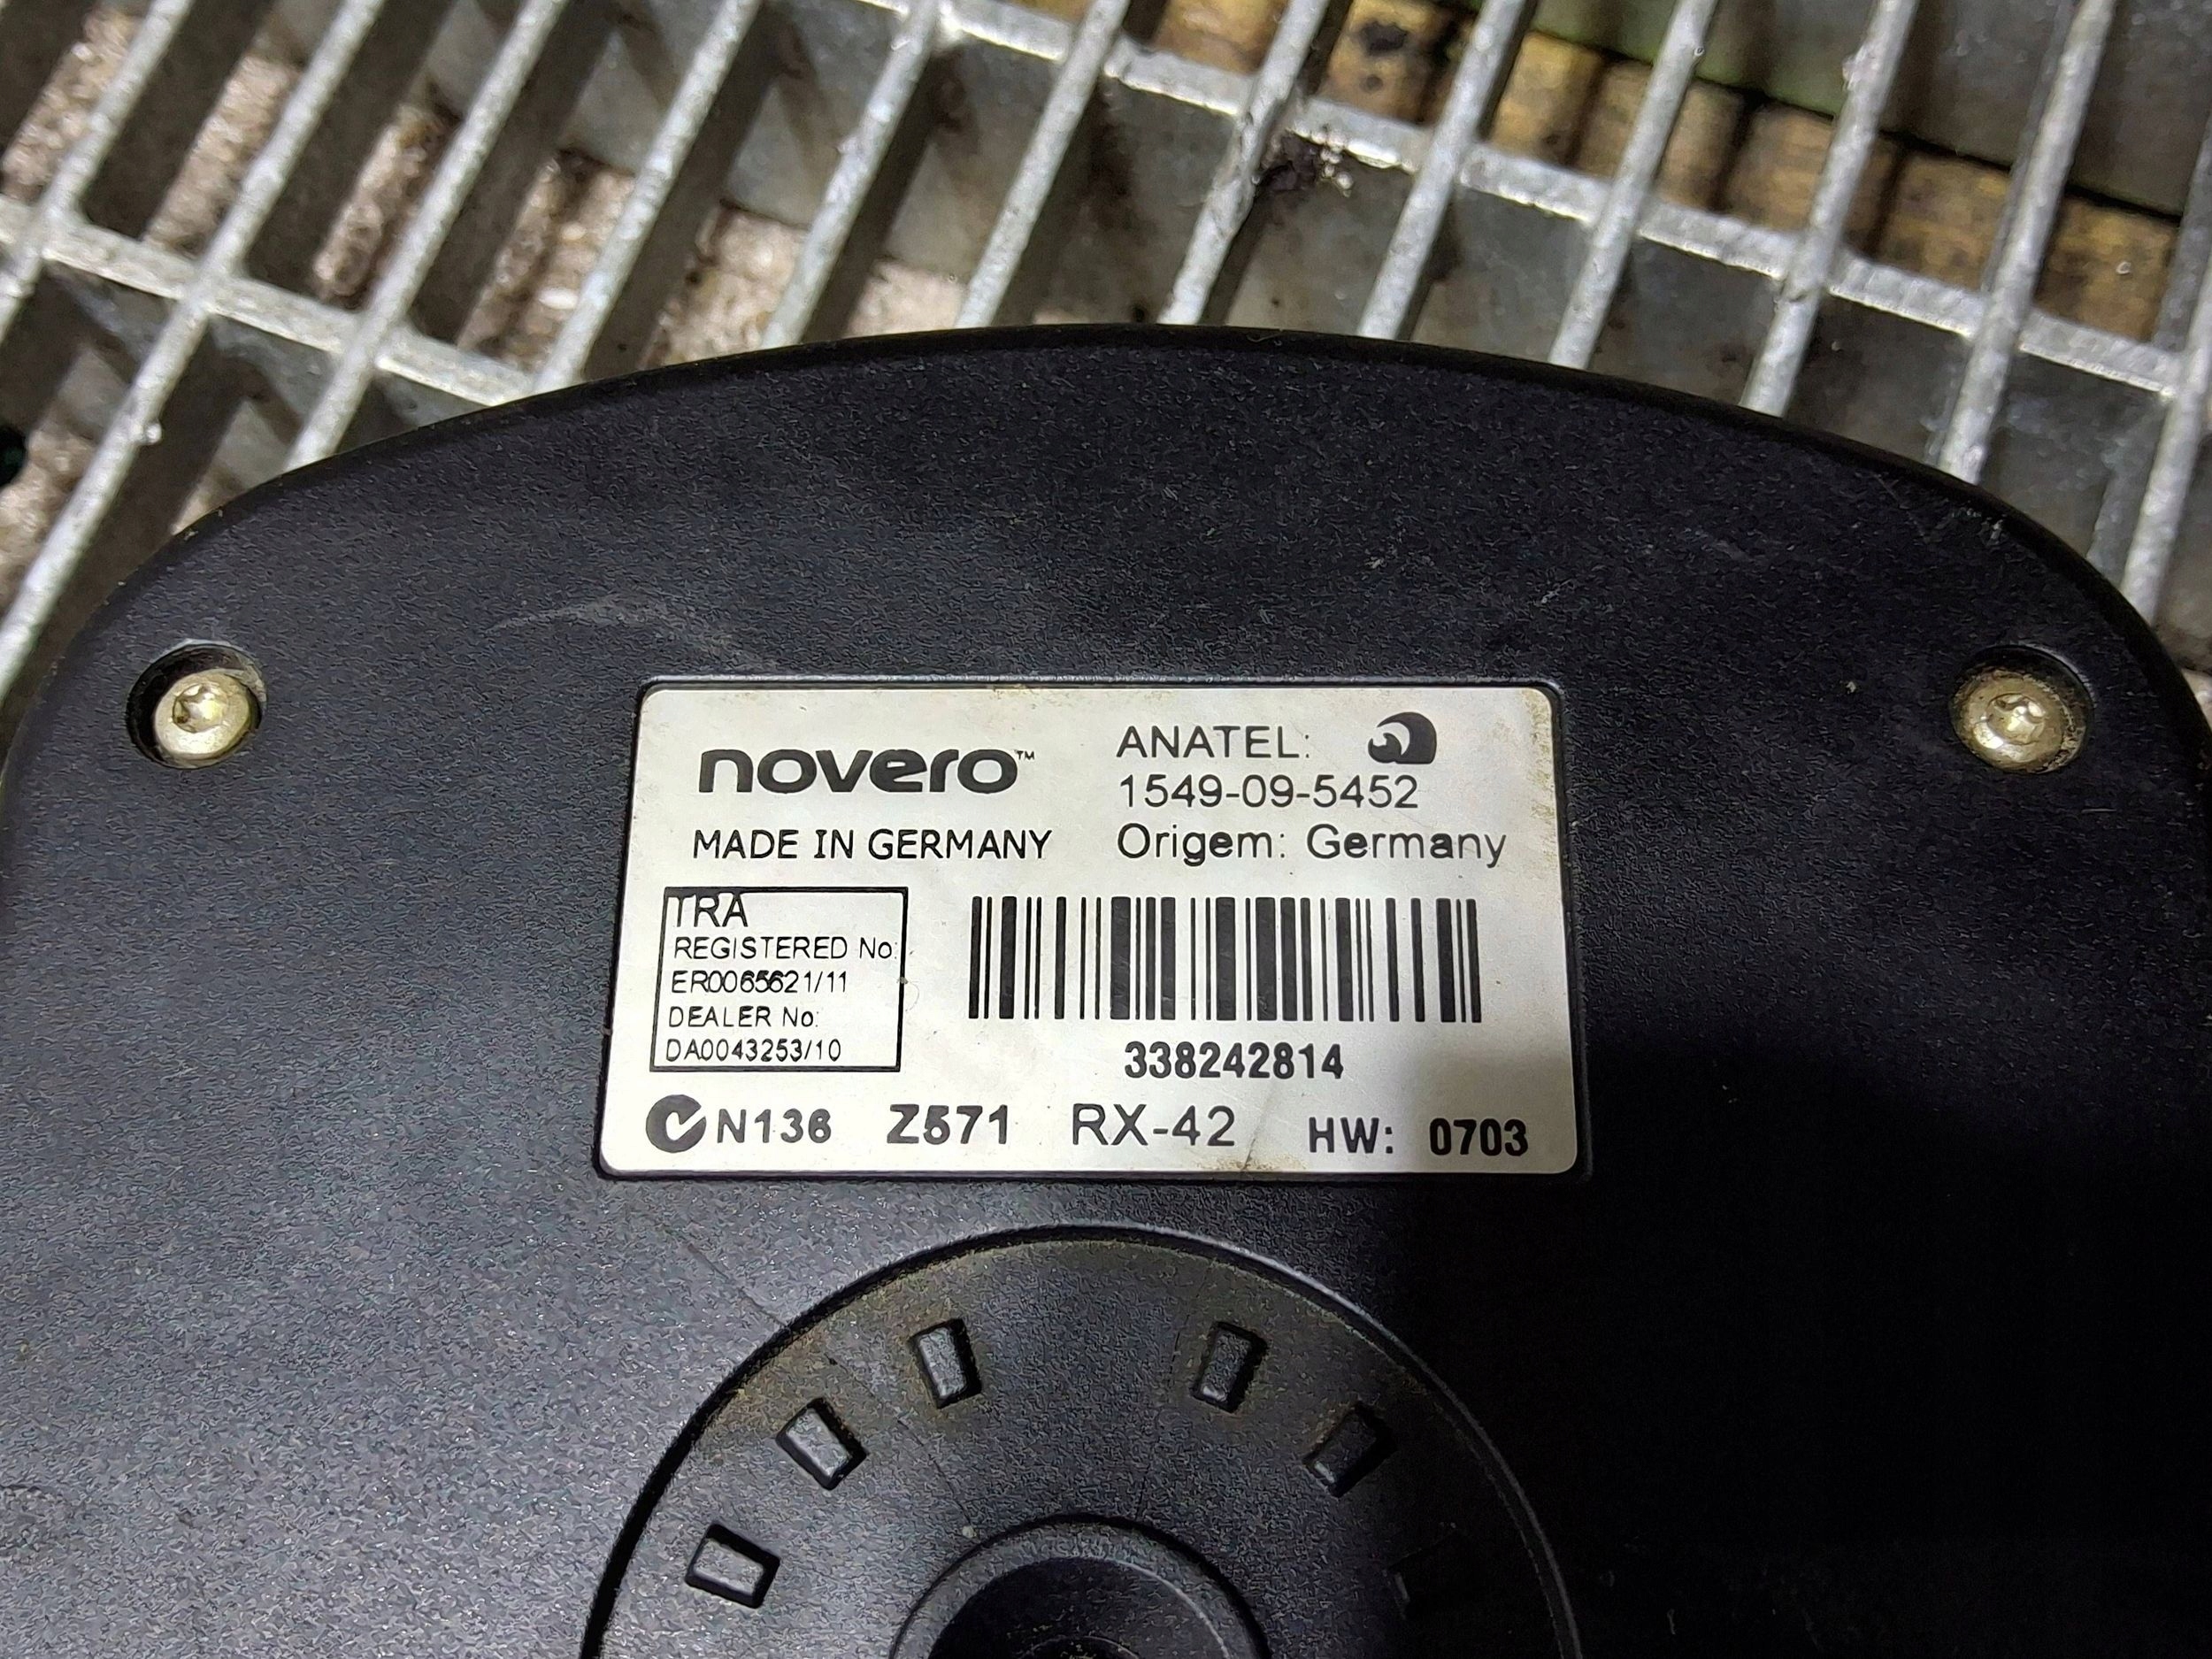 novero™
MADE IN GERMANY
ANATEL:
1549-09-5452
Origem: Germany
TRA
REGISTERED No:
ER0065621/11
DEALER No:
DA0043253/10
338242814
N136 Z571 RX-42 HW: 0703